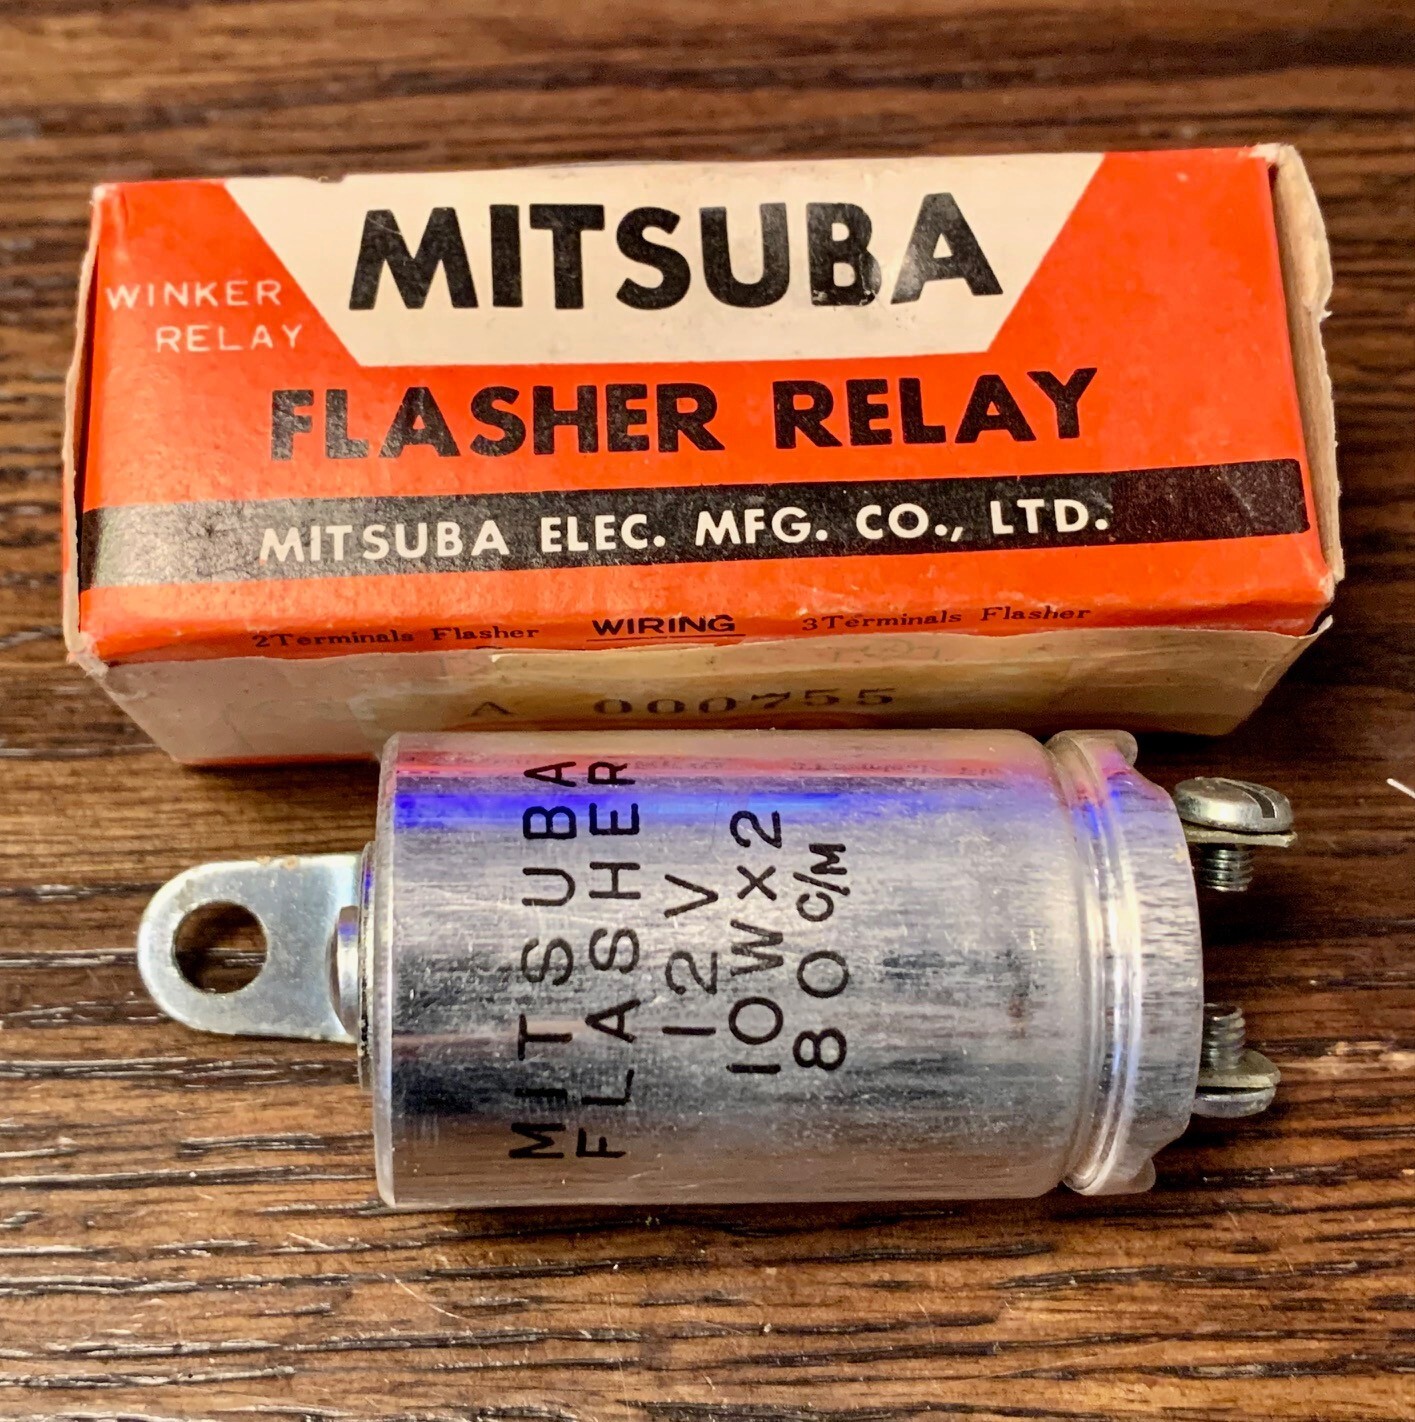 MITSUBA
WINKER
RELAY
FLASHER RELAY
MITSUBA ELEC. MFG. CO., LTD.
2Terminals Flasher WIRING 3Terminals Flasher
A 000755
MITSUBA
FLASHER
12V
10W×2
80 C/M